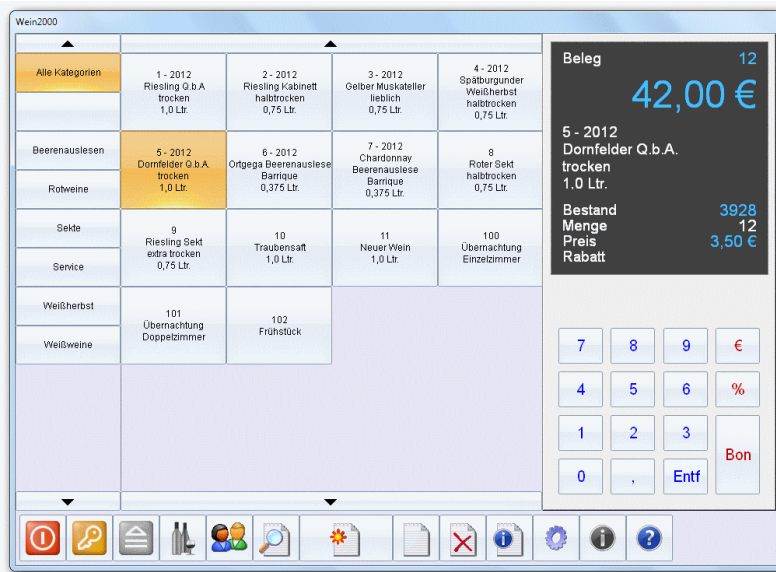 Wein2000
Alle Kategorien
Beerenauslesen
Rotweine
Sekte
Service
Weißherbst
Weißweine
1 - 2012
Riesling Q.b.A
trocken
1,0 Ltr.
2 - 2012
Riesling Kabinett
halbtrocken
0,75 Ltr.
3 - 2012
Gelber Muskateller
lieblich
0,75 Ltr.
4 - 2012
Spätburgunder
Weißherbst
halbtrocken
0,75 Ltr.
5 - 2012
Dornfelder Q.b.A.
trocken
1,0 Ltr.
6 - 2012
Ortgega Beerenauslese
Barrique
0,375 Ltr.
7 - 2012
Chardonnay
Beerenauslese
Barrique
0,375 Ltr.
8
Roter Sekt
halbtrocken
0,75 Ltr.
9
Riesling Sekt
extra trocken
0,75 Ltr.
10
Traubensaft
1,0 Ltr.
11
Neuer Wein
1,0 Ltr.
100
Übernachtung
Einzelzimmer
101
Übernachtung
Doppelzimmer
102
Frühstück
Beleg 12
42,00 €
5 - 2012
Dornfelder Q.b.A.
trocken
1.0 Ltr.
Bestand 3928
Menge 12
Preis 3,50 €
Rabatt
7 8 9 €
4 5 6 %
1 2 3
Bon
0 , Entf